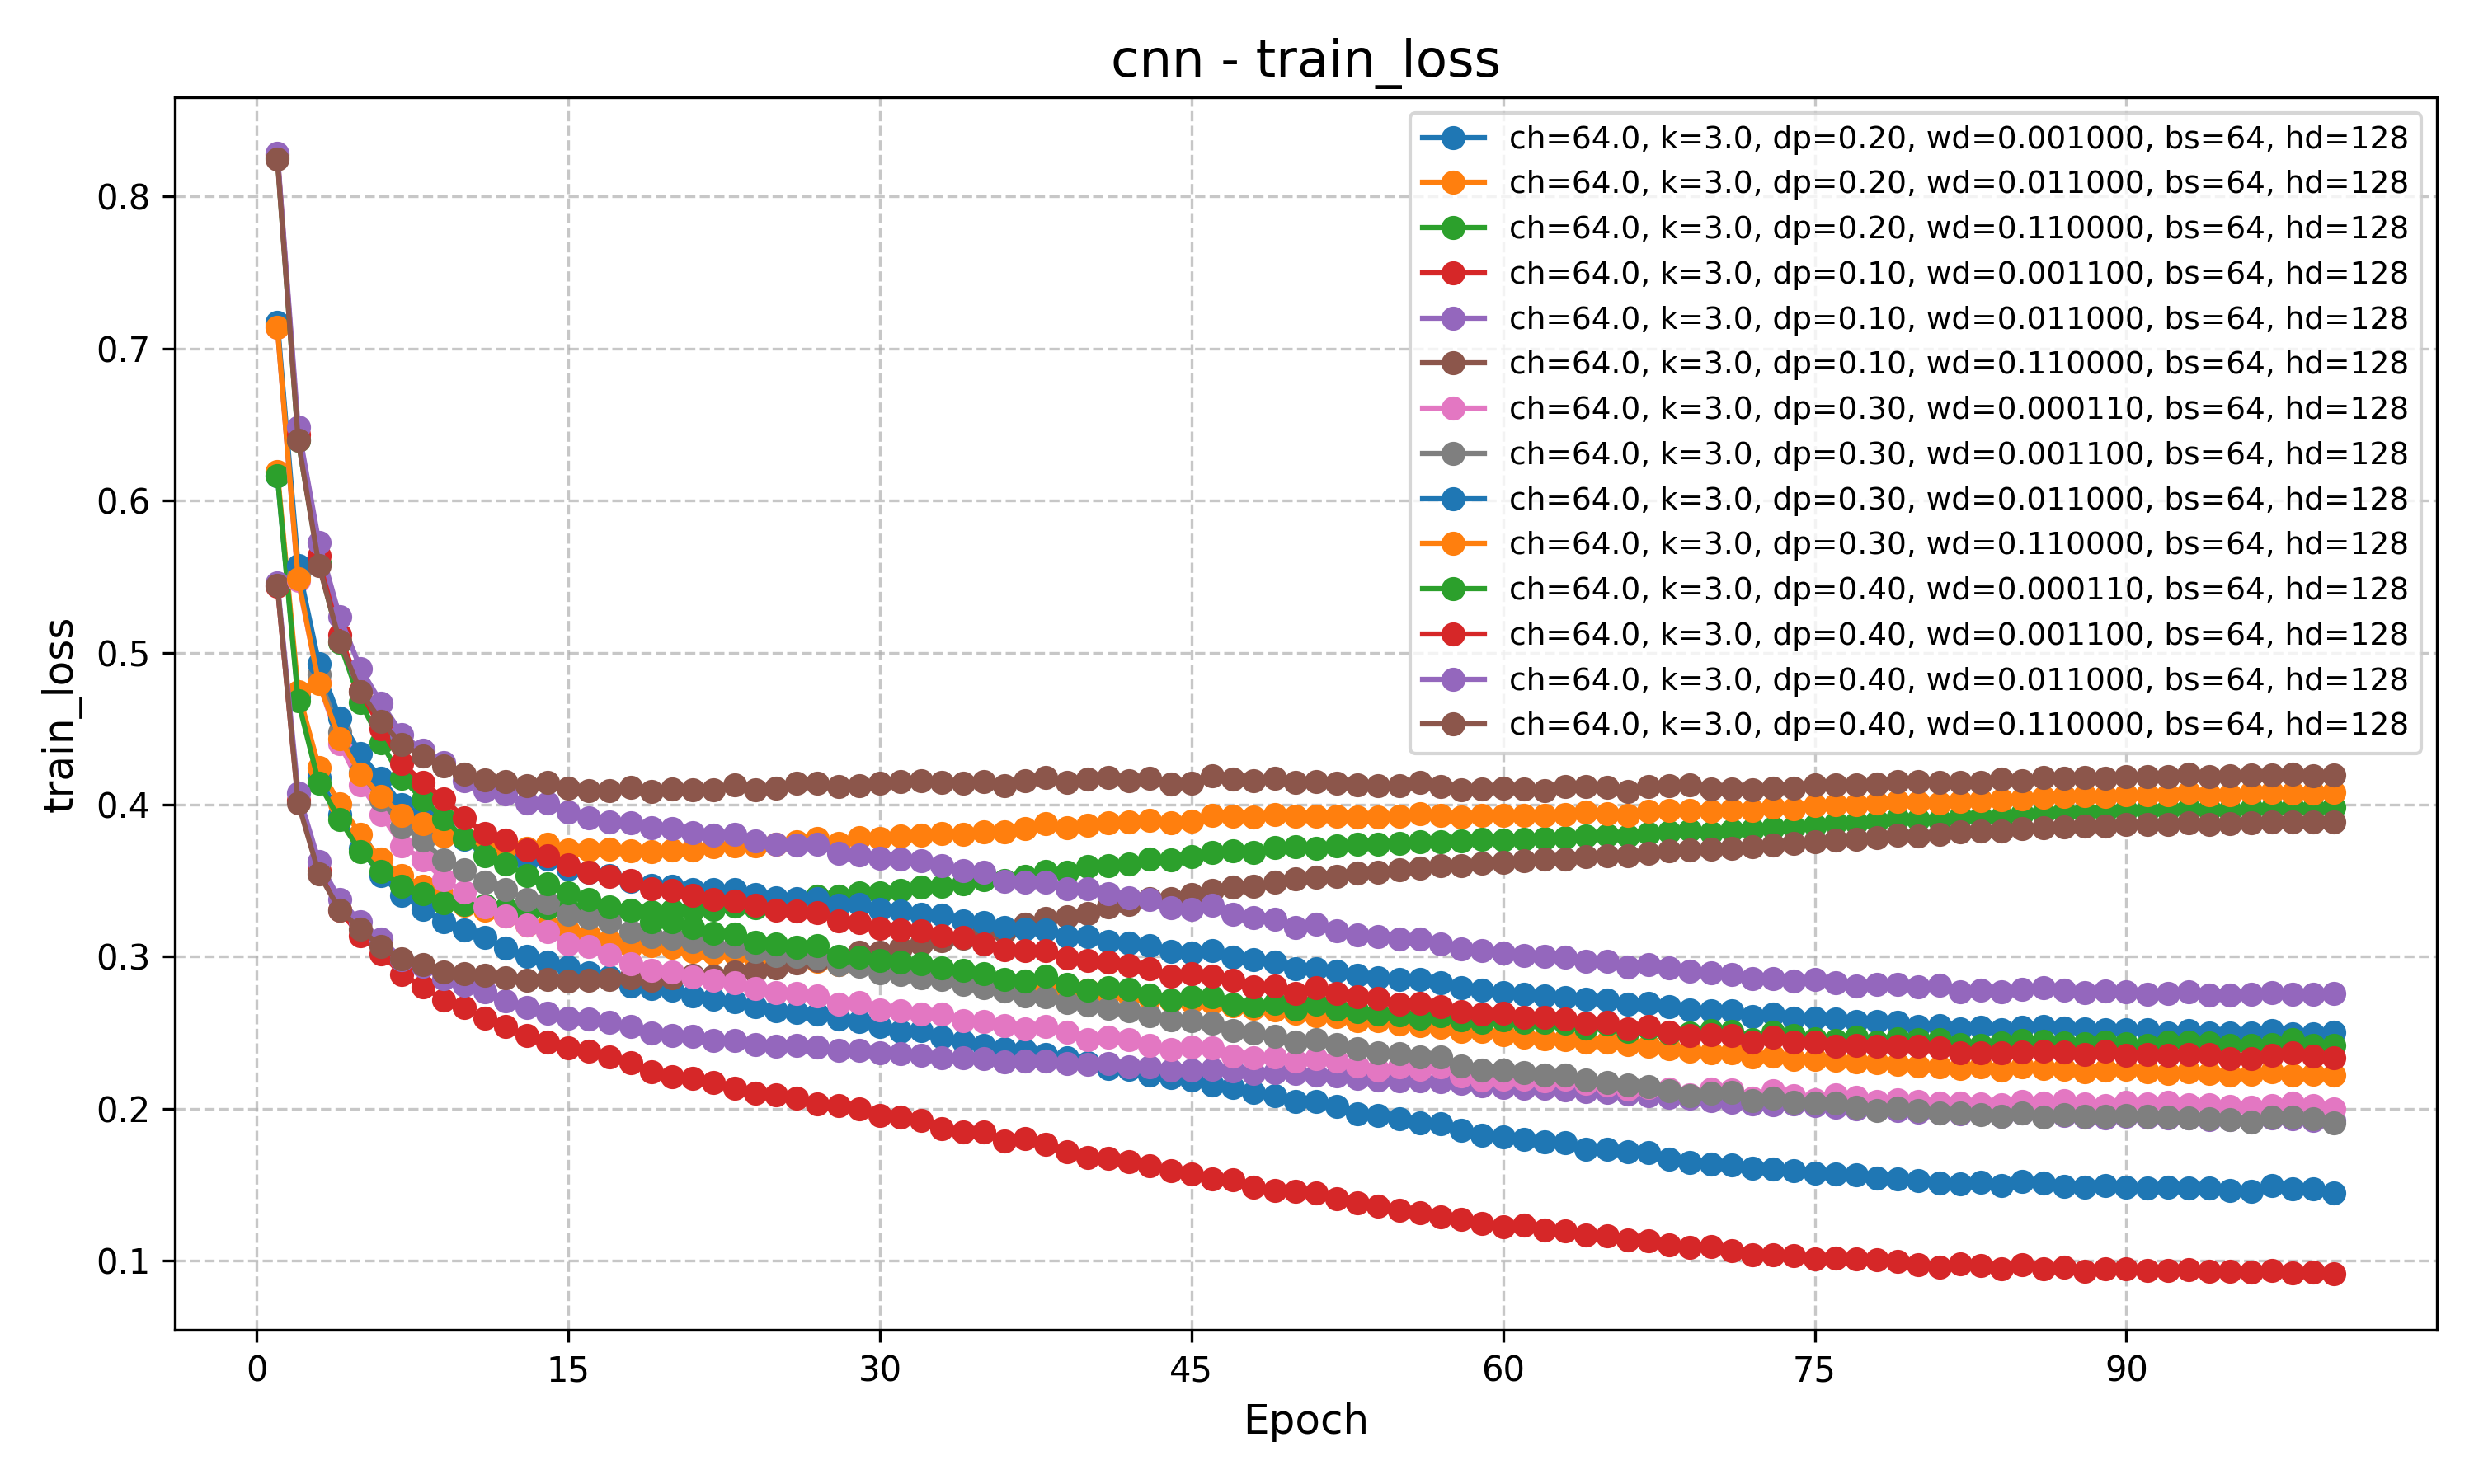 cnn - train_loss
ch=64.0, k=3.0, dp=0.20, wd=0.001000, bs=64, hd=128
ch=64.0, k=3.0, dp=0.20, wd=0.011000, bs=64, hd=128
ch=64.0, k=3.0, dp=0.20, wd=0.110000, bs=64, hd=128
ch=64.0, k=3.0, dp=0.10, wd=0.001100, bs=64, hd=128
ch=64.0, k=3.0, dp=0.10, wd=0.011000, bs=64, hd=128
ch=64.0, k=3.0, dp=0.10, wd=0.110000, bs=64, hd=128
ch=64.0, k=3.0, dp=0.30, wd=0.000110, bs=64, hd=128
ch=64.0, k=3.0, dp=0.30, wd=0.001100, bs=64, hd=128
ch=64.0, k=3.0, dp=0.30, wd=0.011000, bs=64, hd=128
ch=64.0, k=3.0, dp=0.30, wd=0.110000, bs=64, hd=128
ch=64.0, k=3.0, dp=0.40, wd=0.000110, bs=64, hd=128
ch=64.0, k=3.0, dp=0.40, wd=0.001100, bs=64, hd=128
ch=64.0, k=3.0, dp=0.40, wd=0.011000, bs=64, hd=128
ch=64.0, k=3.0, dp=0.40, wd=0.110000, bs=64, hd=128
train_loss
0.8
0.7
0.6
0.5
0.4
0.3
0.2
0.1
0 15 30 45 60 75 90
Epoch